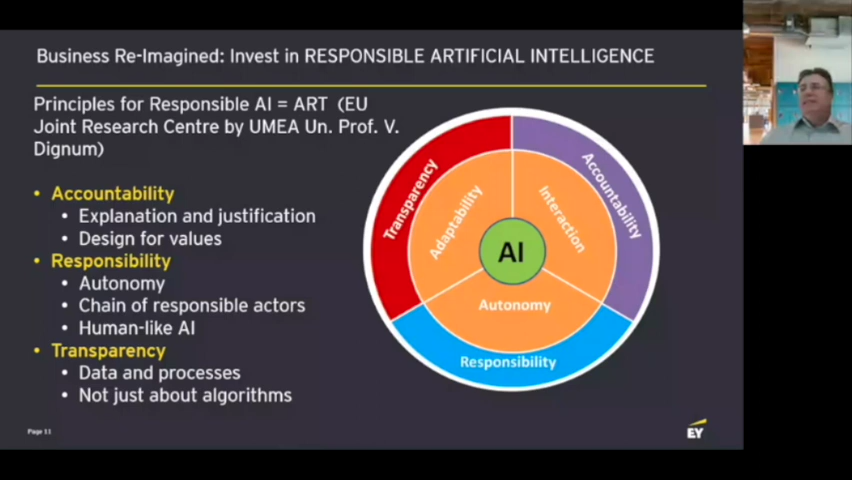 Business Re-Imagined: Invest in RESPONSIBLE ARTIFICIAL INTELLIGENCE
Principles for Responsible AI = ART (EU
Joint Research Centre by UMEA Un. Prof. V.
Dignum)
• Accountability
• Explanation and justification
• Design for values
• Responsibility
• Autonomy
• Chain of responsible actors
• Human-like AI
• Transparency
• Data and processes
• Not just about algorithms
Transparency
Accountability
Adaptability
Interaction
AI
Autonomy
Responsibility
Page 11
EY